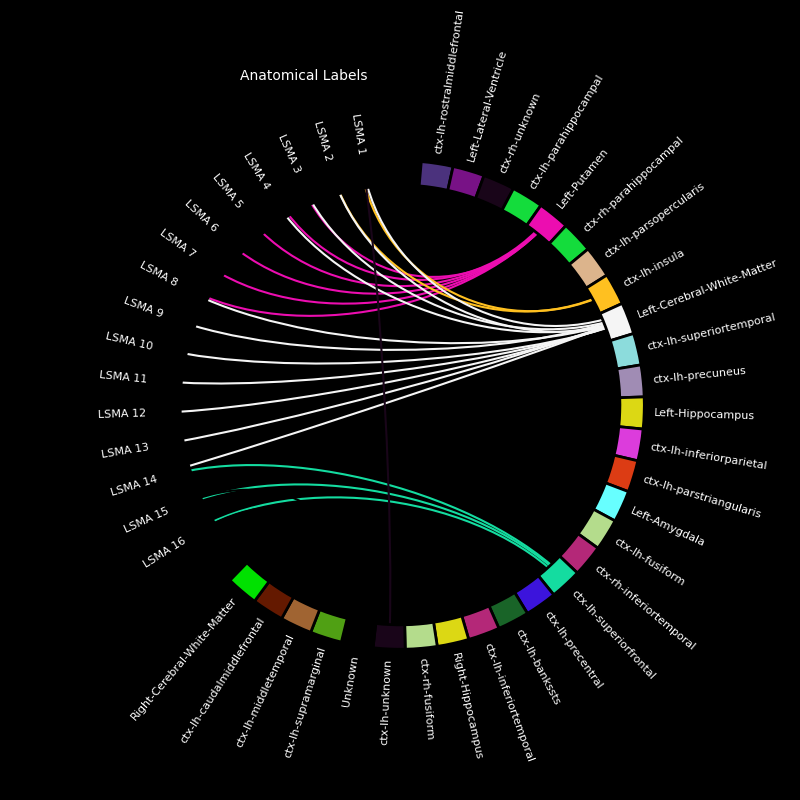 Anatomical Labels
ctx-lh-rostralmiddlefrontal
Left-Lateral-Ventricle
ctx-rh-unknown
ctx-lh-parahippocampal
Left-Putamen
ctx-rh-parahippocampal
ctx-lh-parsopercularis
ctx-lh-insula
Left-Cerebral-White-Matter
ctx-lh-superiortemporal
ctx-lh-precuneus
Left-Hippocampus
ctx-lh-inferiorparietal
ctx-lh-parstriangularis
Left-Amygdala
ctx-lh-fusiform
ctx-rh-inferiortemporal
ctx-lh-superiorfrontal
ctx-lh-precentral
ctx-lh-bankssts
ctx-lh-inferiortemporal
Right-Hippocampus
ctx-rh-fusiform
ctx-lh-unknown
Unknown
ctx-lh-supramarginal
ctx-lh-middletemporal
ctx-lh-caudalmiddlefrontal
Right-Cerebral-White-Matter
LSMA 16
LSMA 15
LSMA 14
LSMA 13
LSMA 12
LSMA 11
LSMA 10
LSMA 9
LSMA 8
LSMA 7
LSMA 6
LSMA 5
LSMA 4
LSMA 3
LSMA 2
LSMA 1